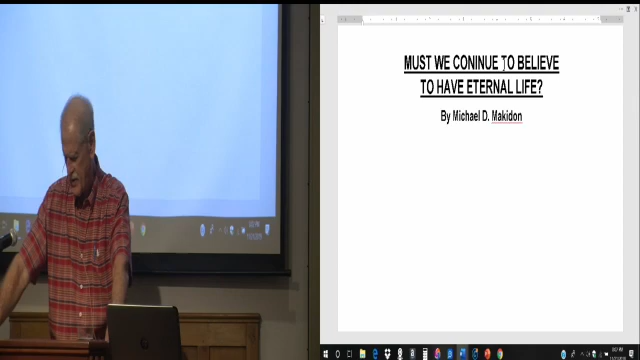 MUST WE CONINUE TO BELIEVE
TO HAVE ETERNAL LIFE?
By Michael D. Makidon